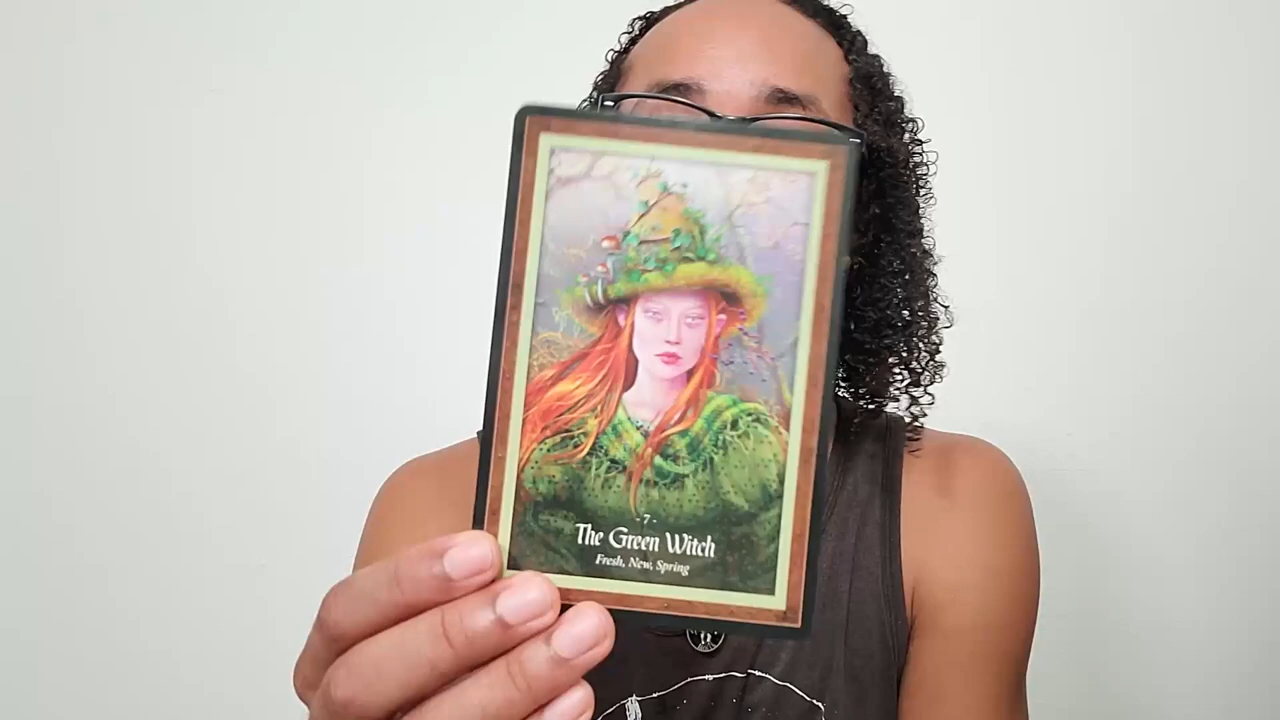 - 7 -
The Green Witch
Fresh, New, Spring